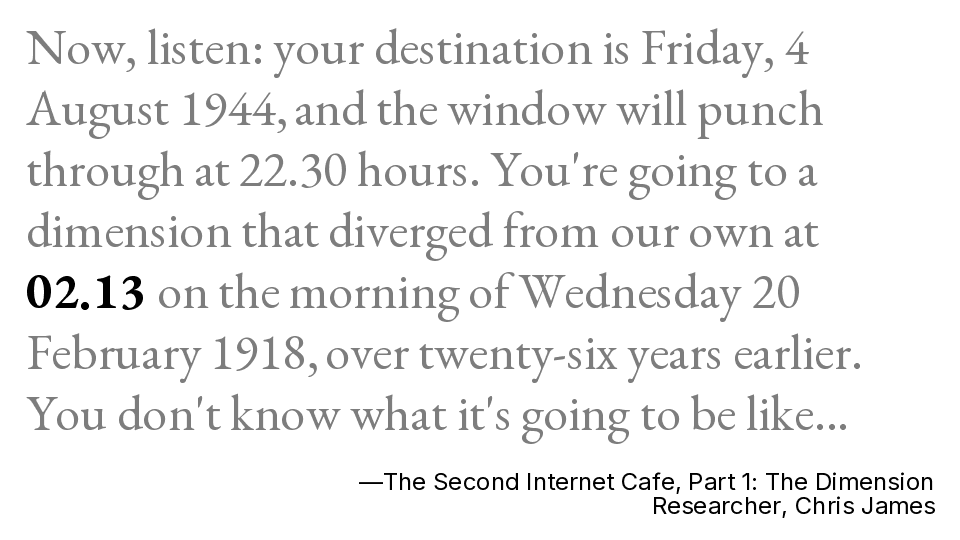 Now, listen: your destination is Friday, 4
August 1944, and the window will punch
through at 22.30 hours. You're going to a
dimension that diverged from our own at
02.13 on the morning of Wednesday 20
February 1918, over twenty-six years earlier.
You don't know what it's going to be like...
—The Second Internet Cafe, Part 1: The Dimension
Researcher, Chris James